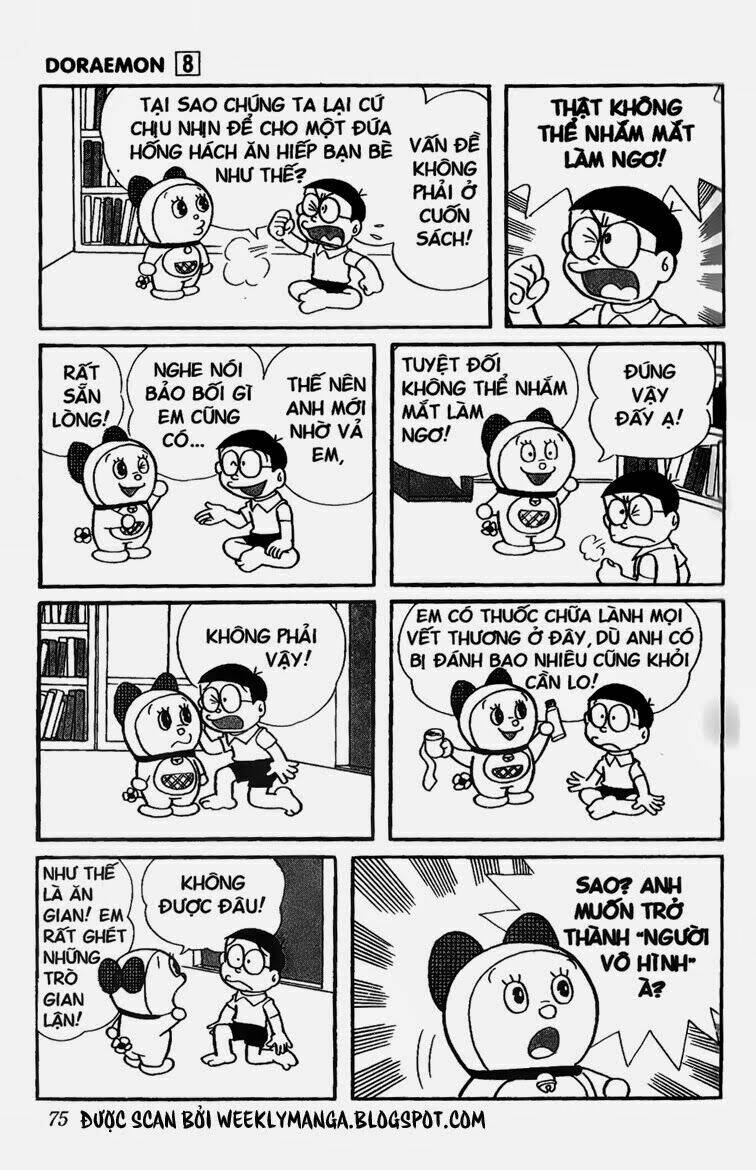 DORAEMON 8
THẬT KHÔNG
THỂ NHẮM MẮT
LÀM NGƠ!
VẤN ĐỀ
KHÔNG
PHẢI Ở
CUỐN
SÁCH!
TẠI SAO CHÚNG TA LẠI CỨ
CHỊU NHỊN ĐỂ CHO MỘT ĐỨA
HỐNG HÁCH ĂN HIẾP BẠN BÈ
NHƯ THẾ?
ĐÚNG
VẬY
ĐẤY Ạ!
TUYỆT ĐỐI
KHÔNG THỂ NHẮM
MẮT LÀM
NGƠ!
THẾ NÊN
ANH MỚI
NHỜ VẢ
EM,
NGHE NÓI
BẢO BỐI GÌ
EM CŨNG
CÓ...
RẤT
SẴN
LÒNG!
EM CÓ THUỐC CHỮA LÀNH MỌI
VẾT THƯƠNG Ở ĐÂY, DÙ ANH CÓ
BỊ ĐÁNH BAO NHIÊU CŨNG KHỎI
CẦN LO!
KHÔNG PHẢI
VẬY!
SAO? ANH
MUỐN TRỞ
THÀNH "NGƯỜI
VÔ HÌNH"
À?
KHÔNG
ĐƯỢC ĐÂU!
NHƯ THẾ
LÀ ĂN
GIAN! EM
RẤT GHÉT
NHỮNG
TRÒ
GIAN
LẬN!
75 ĐƯỢC SCAN BỞI WEEKLYMANGA.BLOGSPOT.COM